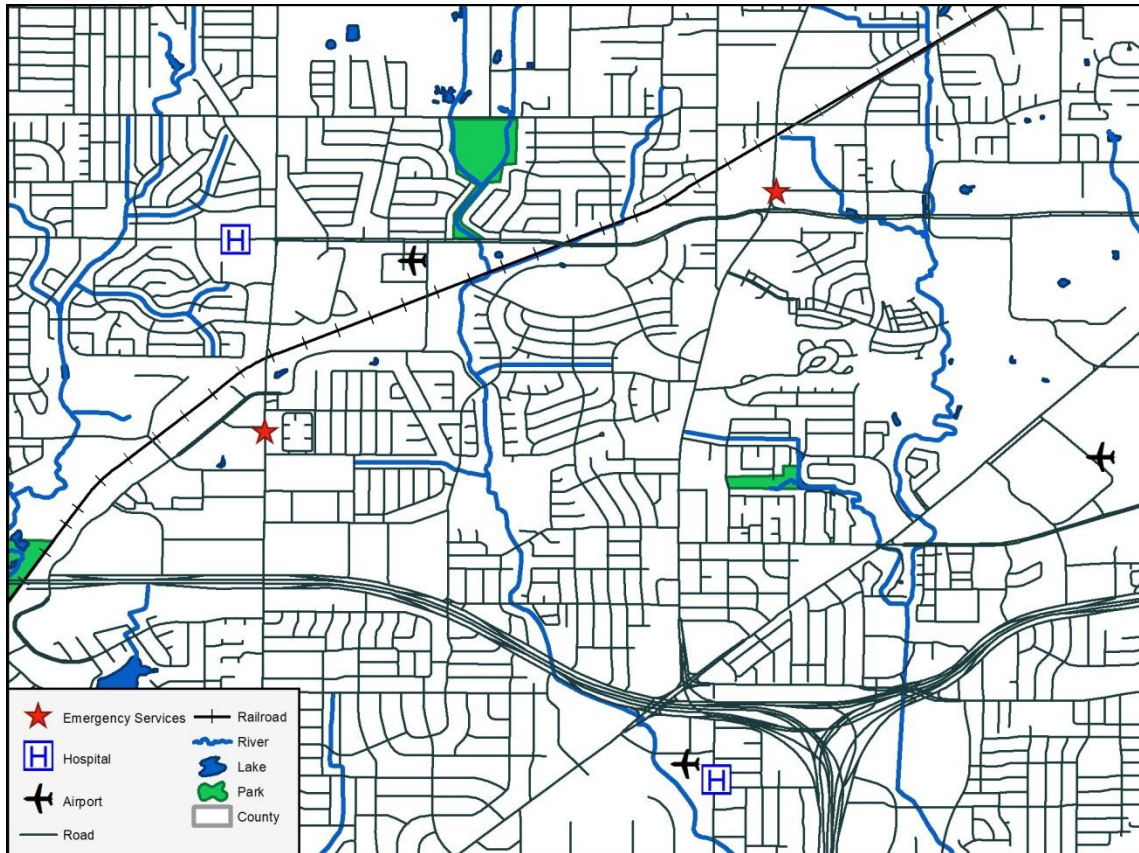 Emergency Services
Hospital
Airport
Road
Railroad
River
Lake
Park
County
H
H
H